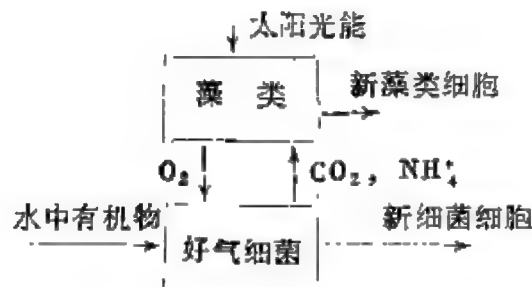 太阳光能
藻 类
新藻类细胞
O₂
CO₂, NH₄⁺
水中有机物
好气细菌
新细菌细胞